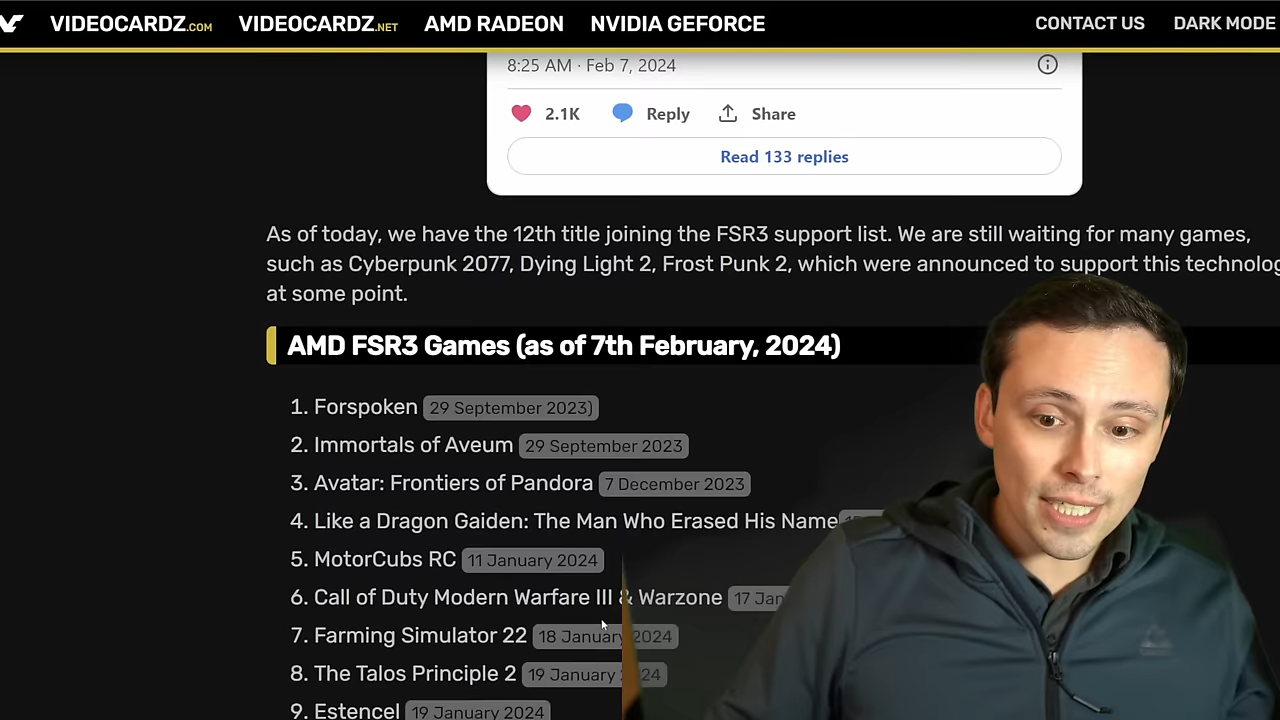 VIDEOCARDZ.COM VIDEOCARDZ.NET AMD RADEON NVIDIA GEFORCE CONTACT US DARK MODE
8:25 AM · Feb 7, 2024
2.1K Reply Share
Read 133 replies
As of today, we have the 12th title joining the FSR3 support list. We are still waiting for many games,
such as Cyberpunk 2077, Dying Light 2, Frost Punk 2, which were announced to support this technolog
at some point.
AMD FSR3 Games (as of 7th February, 2024)
1. Forspoken 29 September 2023)
2. Immortals of Aveum 29 September 2023
3. Avatar: Frontiers of Pandora 7 December 2023
4. Like a Dragon Gaiden: The Man Who Erased His Name
5. MotorCubs RC 11 January 2024
6. Call of Duty Modern Warfare III & Warzone 17 Jan
7. Farming Simulator 22 18 January 2024
8. The Talos Principle 2 19 January 24
9. Estencel 19 January 2024